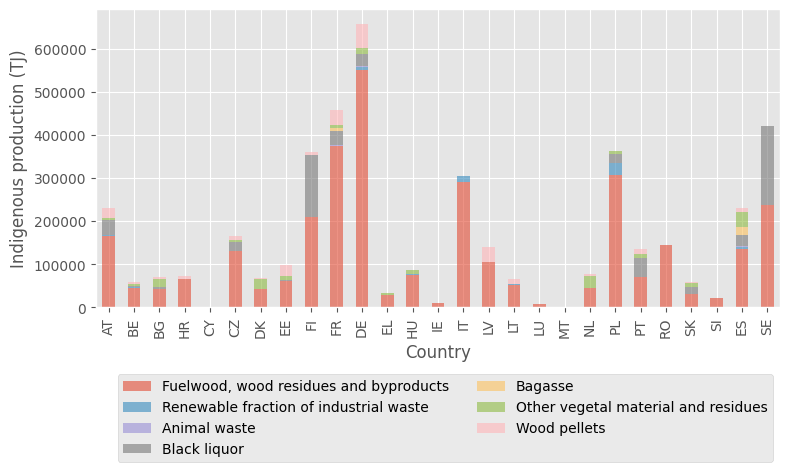 600000
500000
400000
300000
200000
100000
0
Indigenous production (TJ)
AT BE BG HR CY CZ DK EE FI FR DE EL HU IE IT LV LT LU MT NL PL PT RO SK SI ES SE
Country
Fuelwood, wood residues and byproducts
Renewable fraction of industrial waste
Animal waste
Black liquor
Bagasse
Other vegetal material and residues
Wood pellets